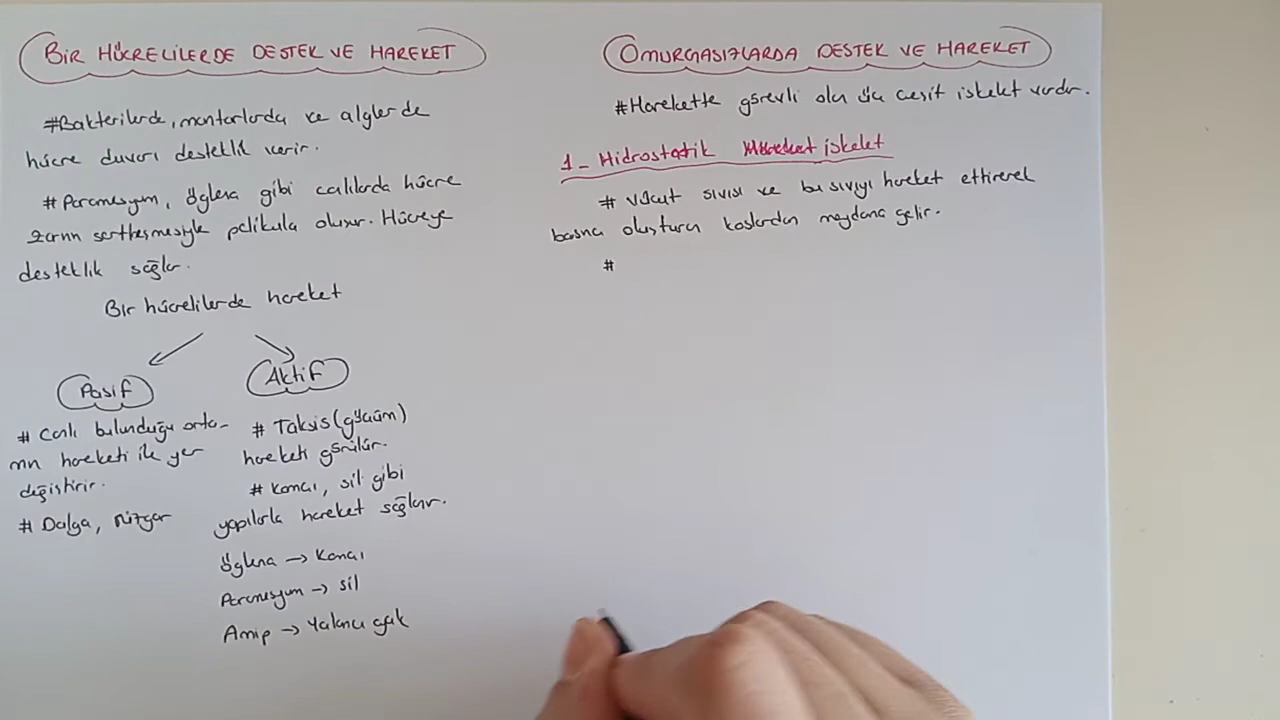 BİR HÜCRELİLERDE DESTEK VE HAREKET
#Bakterilerde, mantarlarda ve alglerde
hücre duvarı desteklik verir.
# Paramesyum, öglena gibi canlılarda hücre
zarının sertleşmesiyle pelikula oluşur. Hücreye
desteklik sağlar.
Bir hücrelilerde hareket
Pasif
# Canlı bulunduğu orta-
mın hareketi ile yer
değiştirir.
# Dalga, rüzgar
Aktif
# Taksis (göçüm)
hareketi görülür.
# Kamçı, sil gibi
yapılarla hareket sağlanır.
Öglena → Kamçı
Paramesyum → sil
Amip → Yalancı ayak
OMURGASIZLARDA DESTEK VE HAREKET
#Harekette görevli olan üç çeşit iskelet vardır.
1- Hidrostatik iskelet
# Vücut sıvısı ve bu sıvıyı hareket ettirerek
basınç oluşturan kaslardan meydana gelir.
#